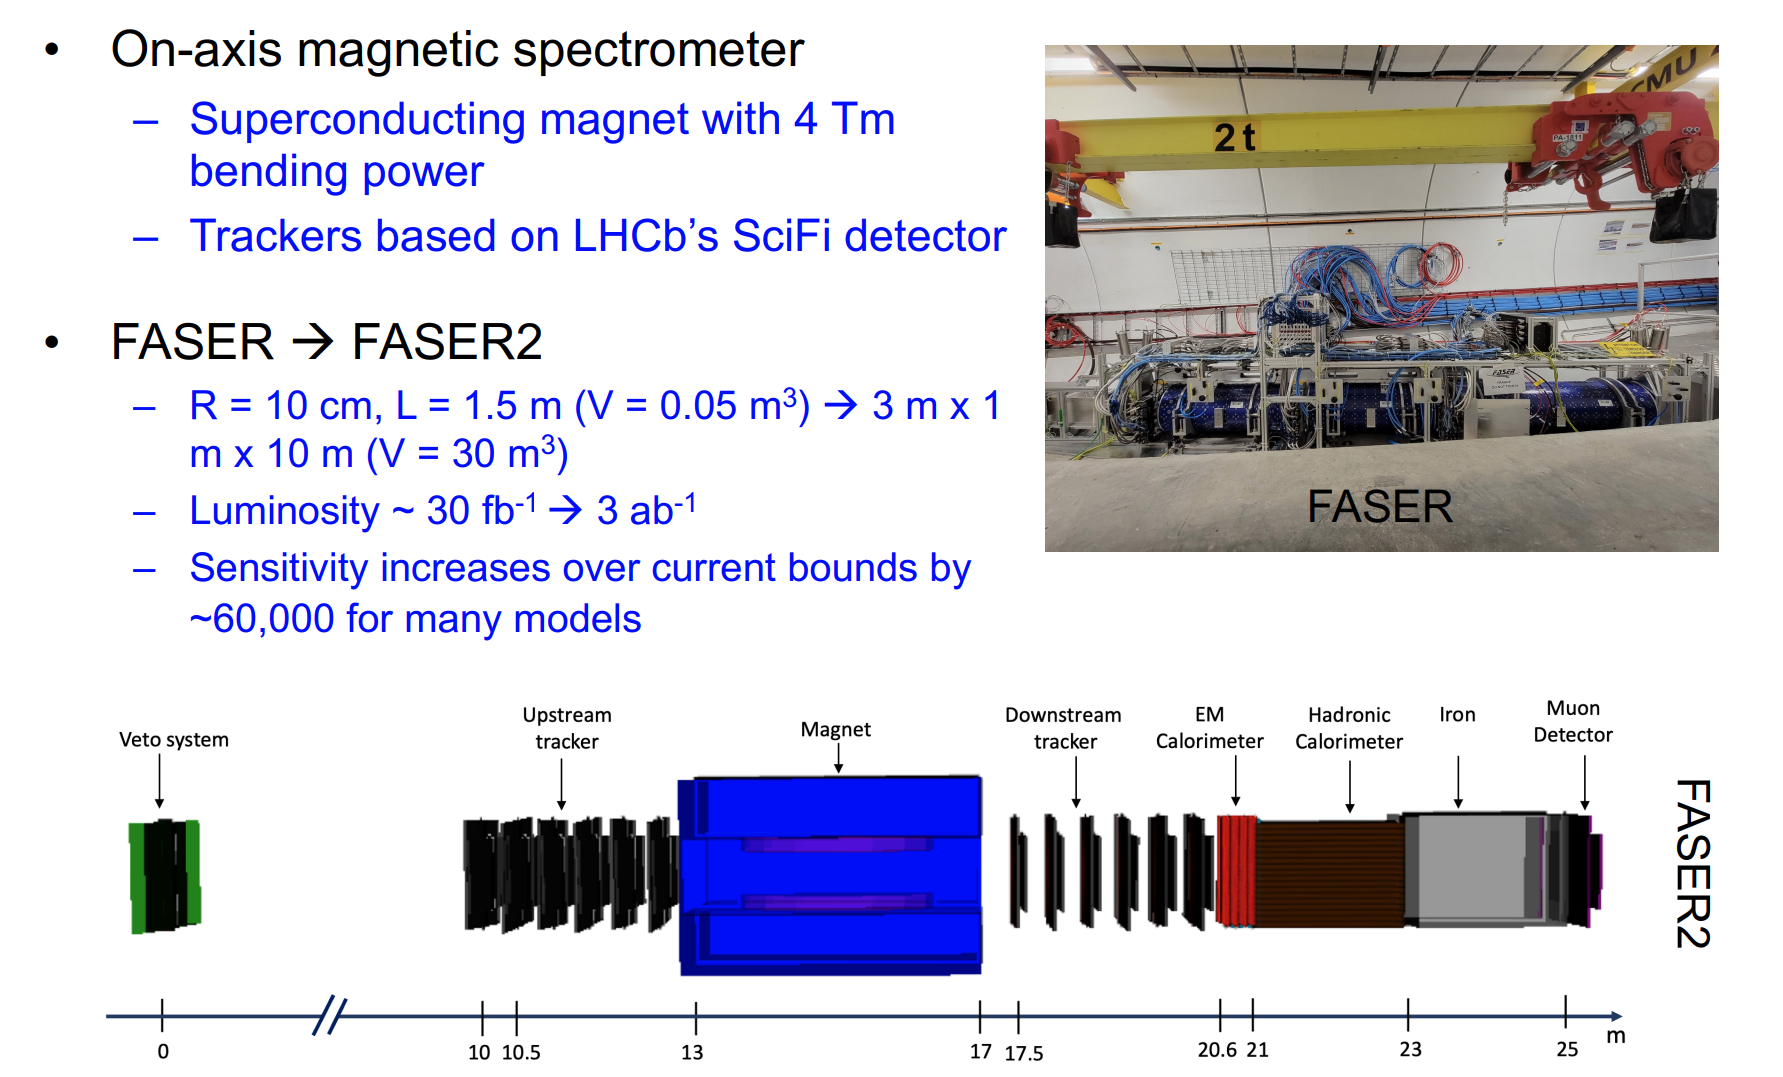 • On-axis magnetic spectrometer
– Superconducting magnet with 4 Tm
bending power
– Trackers based on LHCb’s SciFi detector
• FASER → FASER2
– R = 10 cm, L = 1.5 m (V = 0.05 m³) → 3 m x 1
m x 10 m (V = 30 m³)
– Luminosity ~ 30 fb⁻¹ → 3 ab⁻¹
– Sensitivity increases over current bounds by
~60,000 for many models
CMU
2 t
PA-1811
FASER
FASER
Veto system
Upstream
tracker
Magnet
Downstream
tracker
EM
Calorimeter
Hadronic
Calorimeter
Iron
Muon
Detector
FASER2
0
10
10.5
13
17
17.5
20.6
21
23
25
m